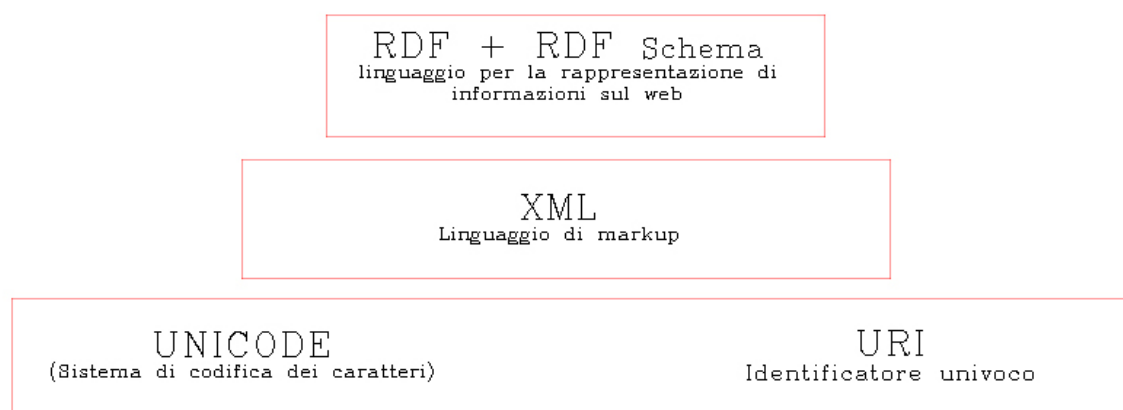 RDF + RDF Schema
linguaggio per la rappresentazione di
informazioni sul web
XML
Linguaggio di markup
UNICODE
(Sistema di codifica dei caratteri)
URI
Identificatore univoco